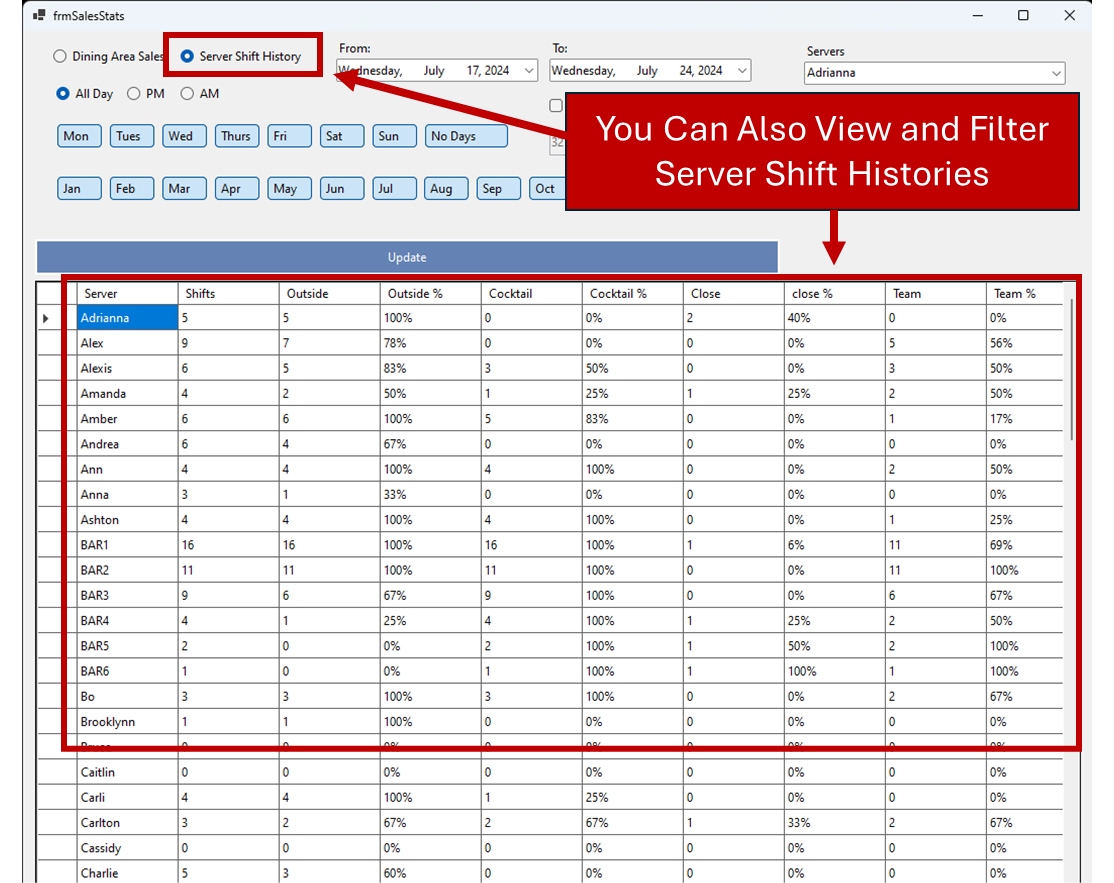 frmSalesStats
Dining Area Sales Server Shift History From: To: Servers
Wednesday, July 17, 2024 Wednesday, July 24, 2024 Adrianna
All Day PM AM
You Can Also View and Filter
Server Shift Histories
Mon Tues Wed Thurs Fri Sat Sun No Days 32
Jan Feb Mar Apr May Jun Jul Aug Sep Oct
Update
Server Shifts Outside Outside % Cocktail Cocktail % Close close % Team Team %
Adrianna 5 5 100% 0 0% 2 40% 0 0%
Alex 9 7 78% 0 0% 0 0% 5 56%
Alexis 6 5 83% 3 50% 0 0% 3 50%
Amanda 4 2 50% 1 25% 1 25% 2 50%
Amber 6 6 100% 5 83% 0 0% 1 17%
Andrea 6 4 67% 0 0% 0 0% 0 0%
Ann 4 4 100% 4 100% 0 0% 2 50%
Anna 3 1 33% 0 0% 0 0% 0 0%
Ashton 4 4 100% 4 100% 0 0% 1 25%
BAR1 16 16 100% 16 100% 1 6% 11 69%
BAR2 11 11 100% 11 100% 0 0% 11 100%
BAR3 9 6 67% 9 100% 0 0% 6 67%
BAR4 4 1 25% 4 100% 1 25% 2 50%
BAR5 2 0 0% 2 100% 1 50% 2 100%
BAR6 1 0 0% 1 100% 1 100% 1 100%
Bo 3 3 100% 3 100% 0 0% 2 67%
Brooklynn 1 1 100% 0 0% 0 0% 0 0%
0 0 0% 0 0% 0 0% 0 0%
Caitlin 0 0 0% 0 0% 0 0% 0 0%
Carli 4 4 100% 1 25% 0 0% 0 0%
Carlton 3 2 67% 2 67% 1 33% 2 67%
Cassidy 0 0 0% 0 0% 0 0% 0 0%
Charlie 5 3 60% 0 0% 0 0% 0 0%